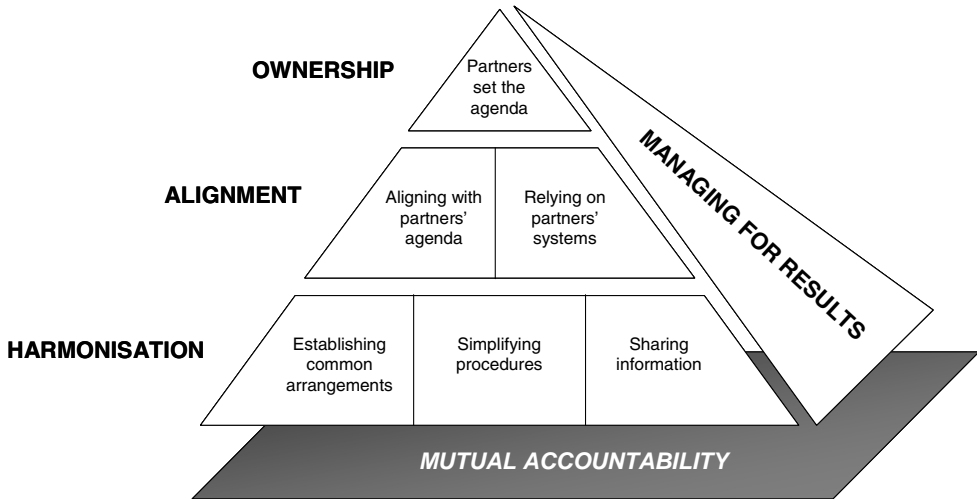 OWNERSHIP
Partners
set the
agenda
MANAGING FOR RESULTS
ALIGNMENT
Aligning with
partners’
agenda
Relying on
partners’
systems
HARMONISATION
Establishing
common
arrangements
Simplifying
procedures
Sharing
information
MUTUAL ACCOUNTABILITY